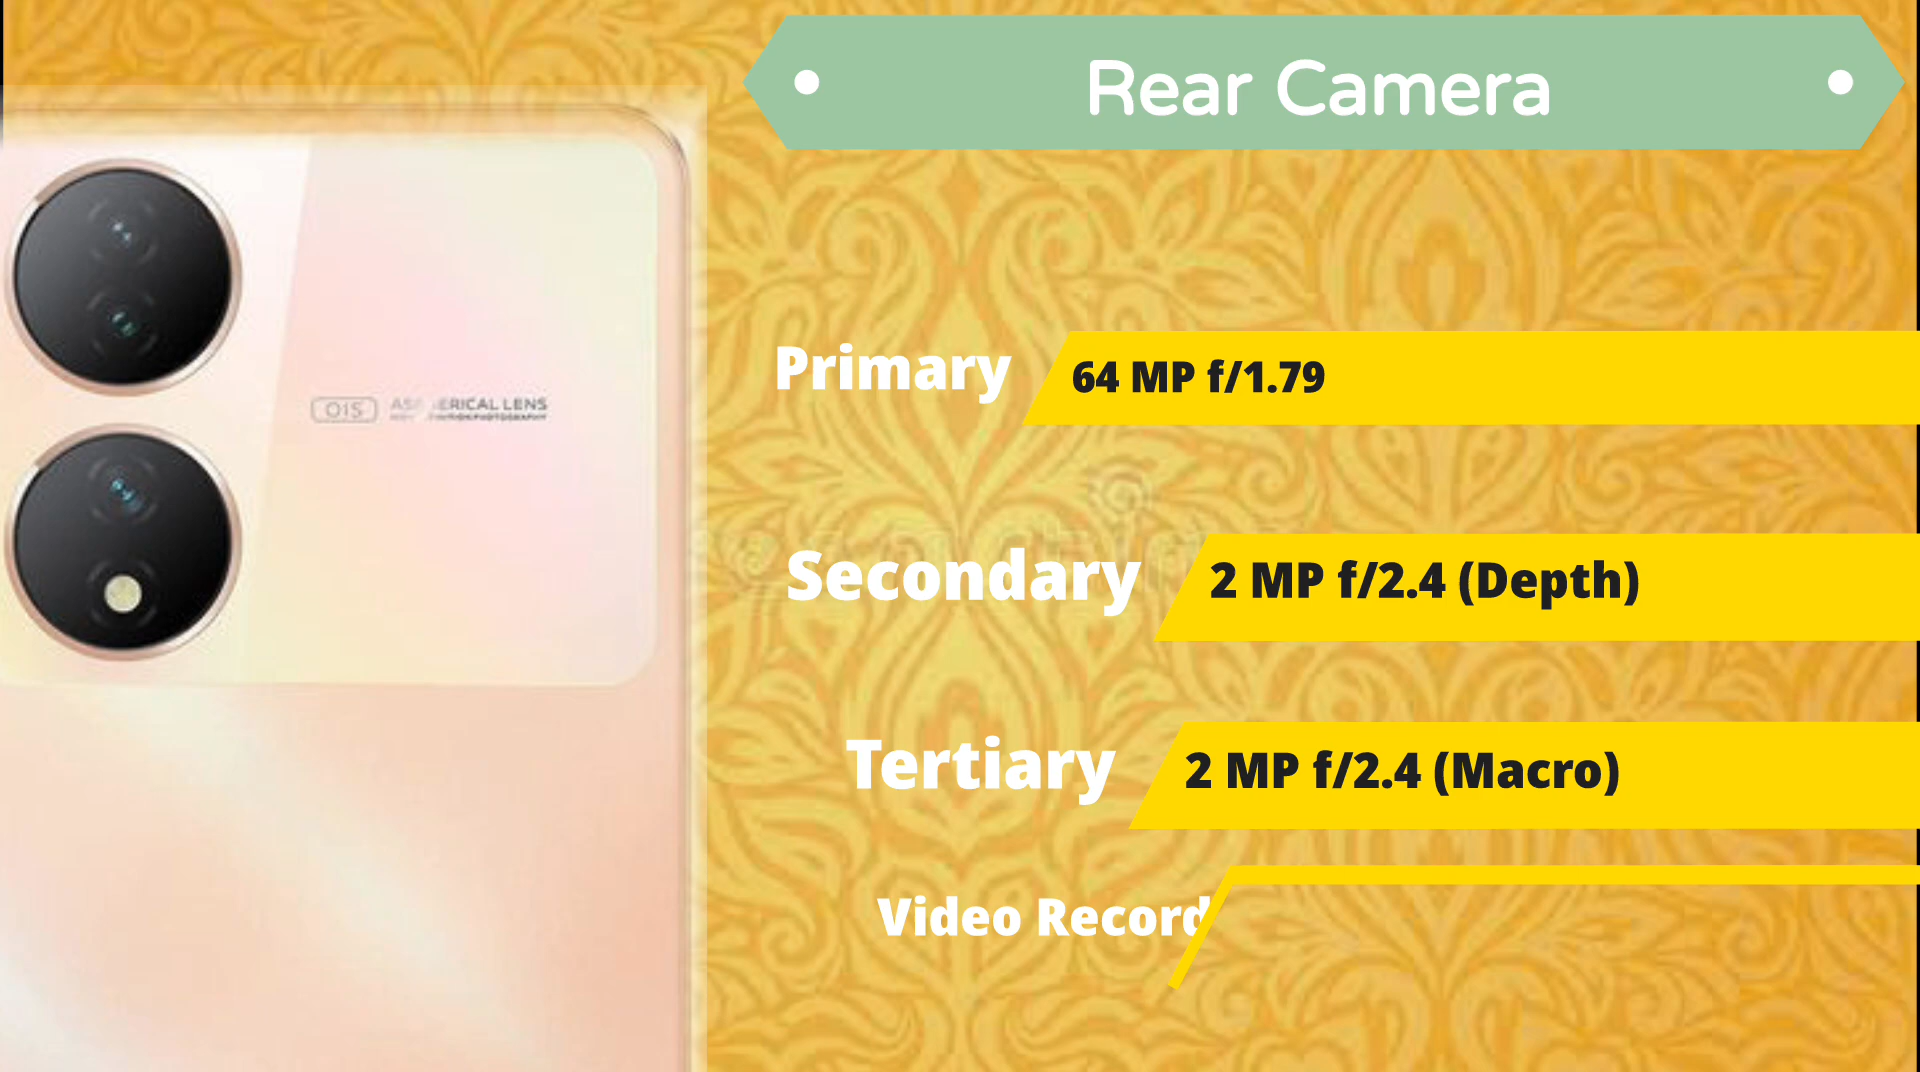 Rear Camera
Primary
64 MP f/1.79
OIS
LENS
Secondary
2 MP f/2.4 (Depth)
Tertiary
2 MP f/2.4 (Macro)
Video Record